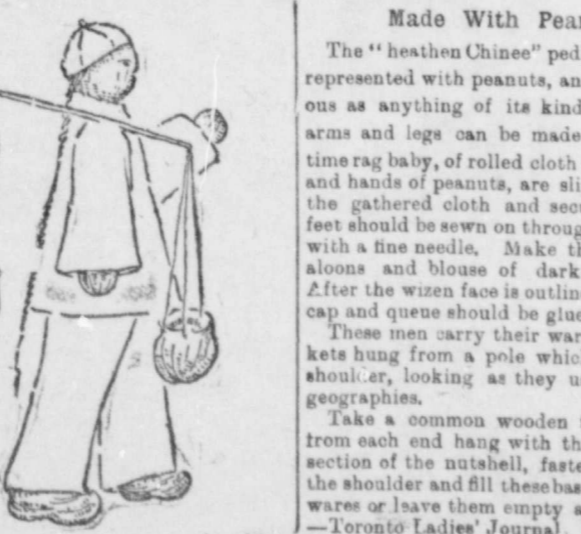 Made With Pea
The "heathen Chinee" ped
represented with peanuts, an
ous as anything of its kind
arms and legs can be made
time rag baby, of rolled cloth
and hands of peanuts, are sli
the gathered cloth and secu
feet should be sewn on throug
with a fine needle. Make th
aloons and blouse of dark
After the wizen face is outlin
cap and queue should be glue
These men carry their war
kets hung from a pole whic
shoulder, looking as they u
geographies.
Take a common wooden
from each end hang with th
section of the nutshell, faste
the shoulder and fill these bas
wares or leave them empty a
—Toronto Ladies' Journal.